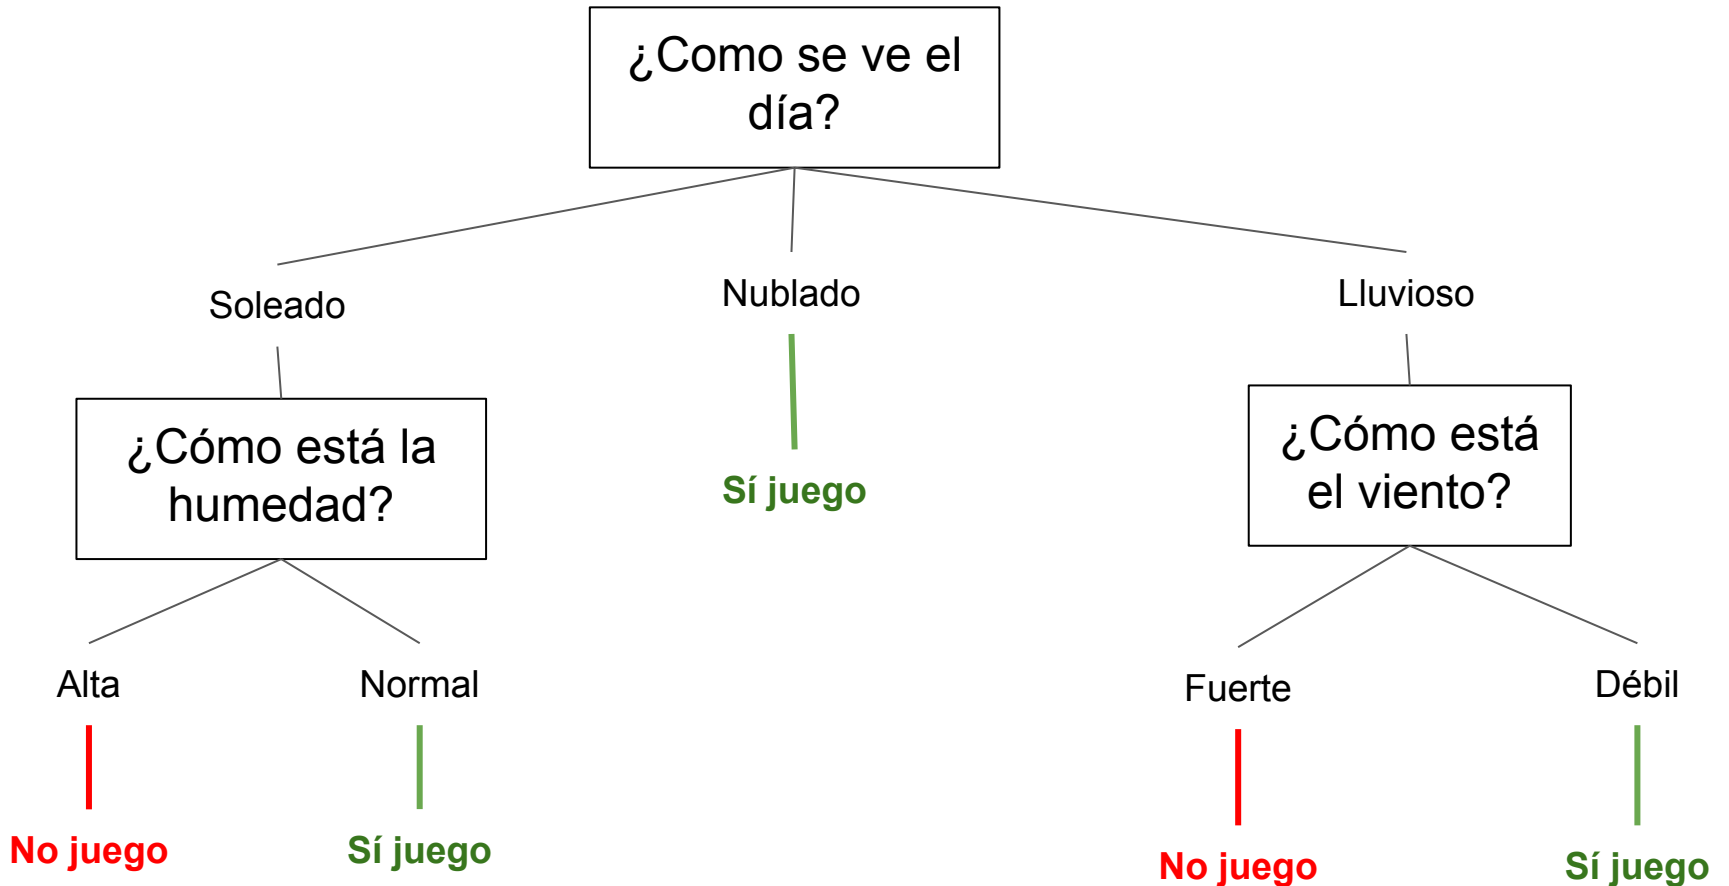 ¿Como se ve el
día?
Soleado
Nublado
Lluvioso
¿Cómo está la
humedad?
Sí juego
¿Cómo está
el viento?
Alta
Normal
Fuerte
Débil
No juego
Sí juego
No juego
Sí juego